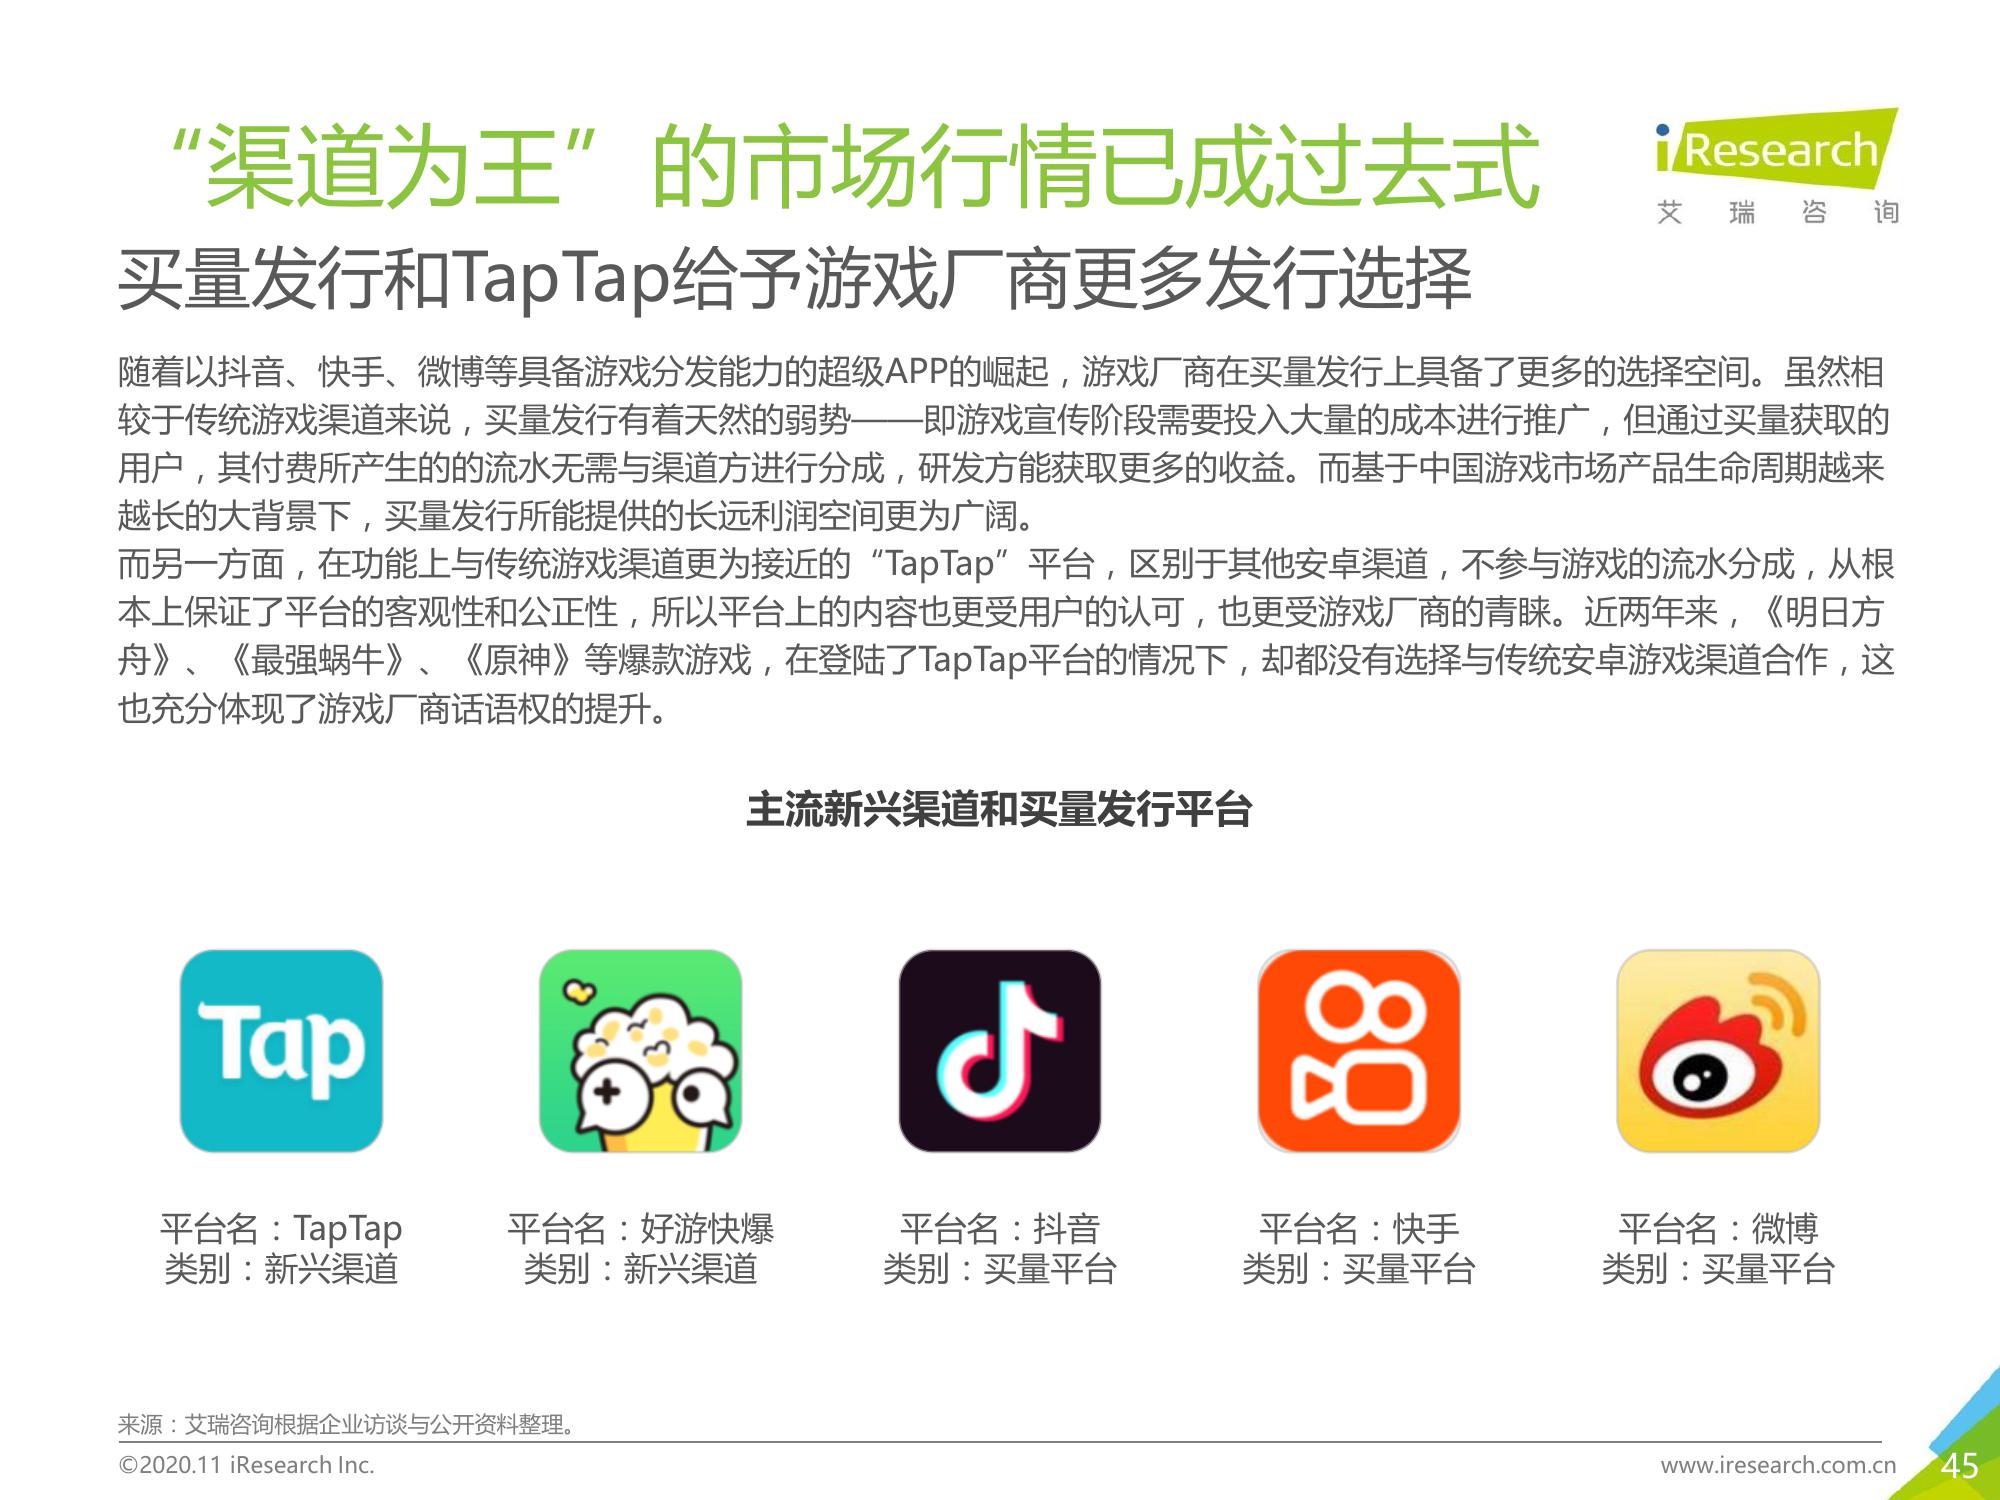 “渠道为王”的市场行情已成过去式
iResearch
艾瑞咨询
买量发行和TapTap给予游戏厂商更多发行选择
随着以抖音、快手、微博等具备游戏分发能力的超级APP的崛起，游戏厂商在买量发行上具备了更多的选择空间。虽然相
较于传统游戏渠道来说，买量发行有着天然的弱势——即游戏宣传阶段需要投入大量的成本进行推广，但通过买量获取的
用户，其付费所产生的的流水无需与渠道方进行分成，研发方能获取更多的收益。而基于中国游戏市场产品生命周期越来
越长的大背景下，买量发行所能提供的长远利润空间更为广阔。
而另一方面，在功能上与传统游戏渠道更为接近的“TapTap”平台，区别于其他安卓渠道，不参与游戏的流水分成，从根
本上保证了平台的客观性和公正性，所以平台上的内容也更受用户的认可，也更受游戏厂商的青睐。近两年来，《明日方
舟》、《最强蜗牛》、《原神》等爆款游戏，在登陆了TapTap平台的情况下，却都没有选择与传统安卓游戏渠道合作，这
也充分体现了游戏厂商话语权的提升。
主流新兴渠道和买量发行平台
Tap
平台名：TapTap
类别：新兴渠道
平台名：好游快爆
类别：新兴渠道
平台名：抖音
类别：买量平台
平台名：快手
类别：买量平台
平台名：微博
类别：买量平台
来源：艾瑞咨询根据企业访谈与公开资料整理。
©2020.11 iResearch Inc.
www.iresearch.com.cn
45